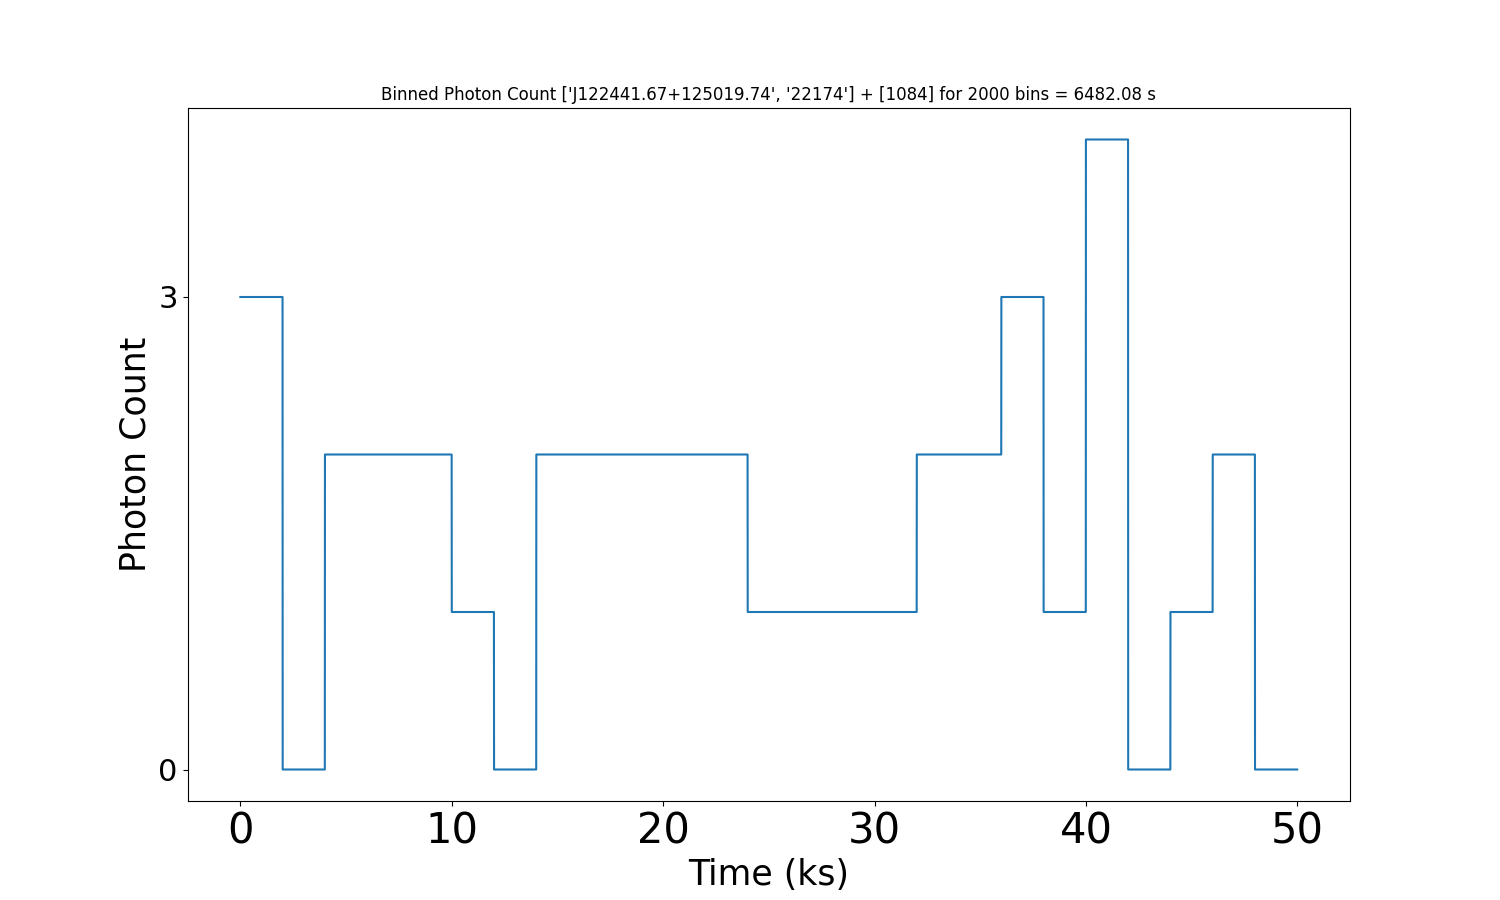 Binned Photon Count ['J122441.67+125019.74', '22174'] + [1084] for 2000 bins = 6482.08 s
Photon Count
3
0
0 10 20 30 40 50
Time (ks)